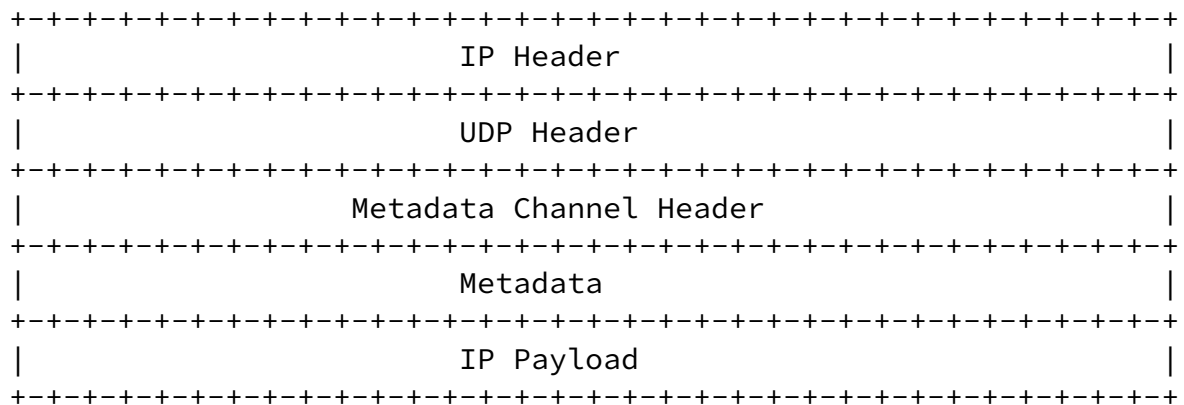 +-+-+-+-+-+-+-+-+-+-+-+-+-+-+-+-+-+-+-+-+-+-+-+-+-+-+-+-+-+-+-+-+-+
|                        IP Header                              |
+-+-+-+-+-+-+-+-+-+-+-+-+-+-+-+-+-+-+-+-+-+-+-+-+-+-+-+-+-+-+-+-+-+
|                        UDP Header                             |
+-+-+-+-+-+-+-+-+-+-+-+-+-+-+-+-+-+-+-+-+-+-+-+-+-+-+-+-+-+-+-+-+-+
|                  Metadata Channel Header                      |
+-+-+-+-+-+-+-+-+-+-+-+-+-+-+-+-+-+-+-+-+-+-+-+-+-+-+-+-+-+-+-+-+-+
|                        Metadata                               |
+-+-+-+-+-+-+-+-+-+-+-+-+-+-+-+-+-+-+-+-+-+-+-+-+-+-+-+-+-+-+-+-+-+
|                        IP Payload                             |
+-+-+-+-+-+-+-+-+-+-+-+-+-+-+-+-+-+-+-+-+-+-+-+-+-+-+-+-+-+-+-+-+-+